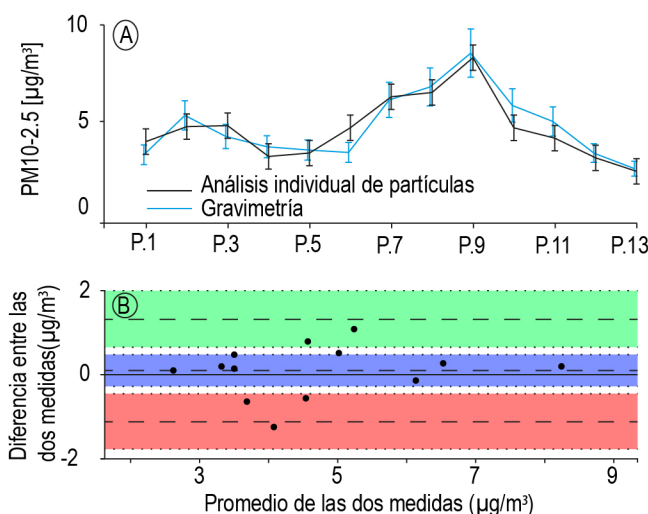 A
10
5
0
PM10-2.5 [µg/m³]
Análisis individual de partículas
Gravimetría
P.1 P.3 P.5 P.7 P.9 P.11 P.13
B
2
0
-2
Diferencia entre las
dos medidas(µg/m³)
3 5 7 9
Promedio de las dos medidas (µg/m³)